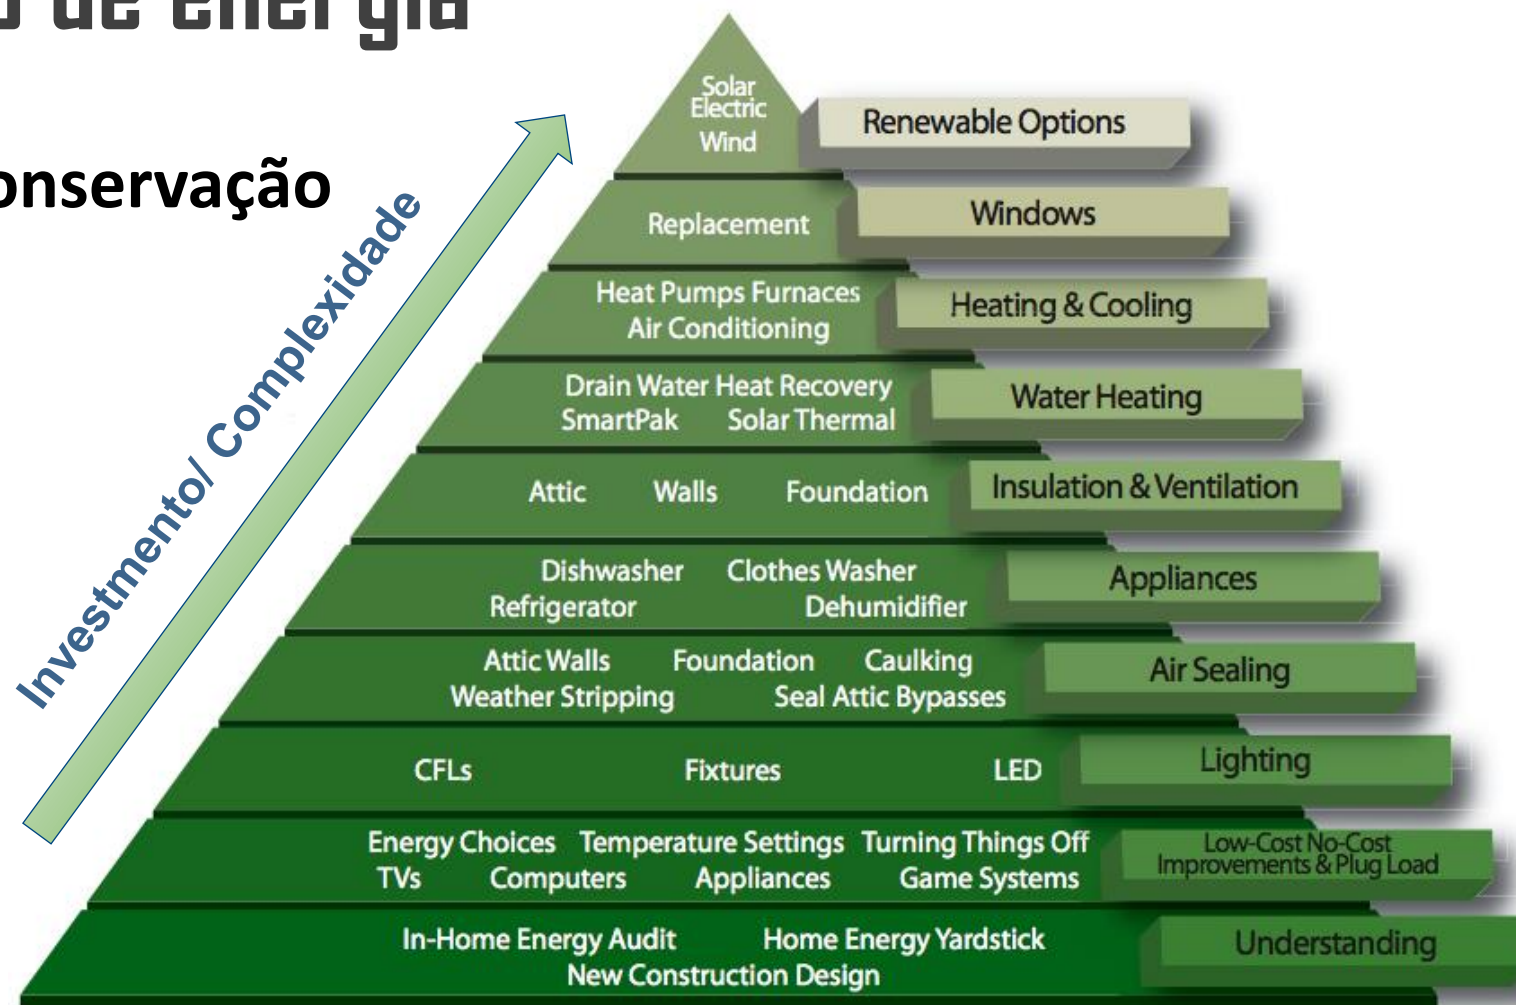 o de energia
onservação
Investmento/ Complexidade
Solar
Electric
Wind
Renewable Options
Replacement
Windows
Heat Pumps Furnaces
Air Conditioning
Heating & Cooling
Drain Water Heat Recovery
SmartPak Solar Thermal
Water Heating
Attic Walls Foundation
Insulation & Ventilation
Dishwasher Clothes Washer
Refrigerator Dehumidifier
Appliances
Attic Walls Foundation Caulking
Weather Stripping Seal Attic Bypasses
Air Sealing
CFLs Fixtures LED
Lighting
Energy Choices Temperature Settings Turning Things Off
TVs Computers Appliances Game Systems
Low-Cost No-Cost
Improvements & Plug Load
In-Home Energy Audit Home Energy Yardstick
New Construction Design
Understanding